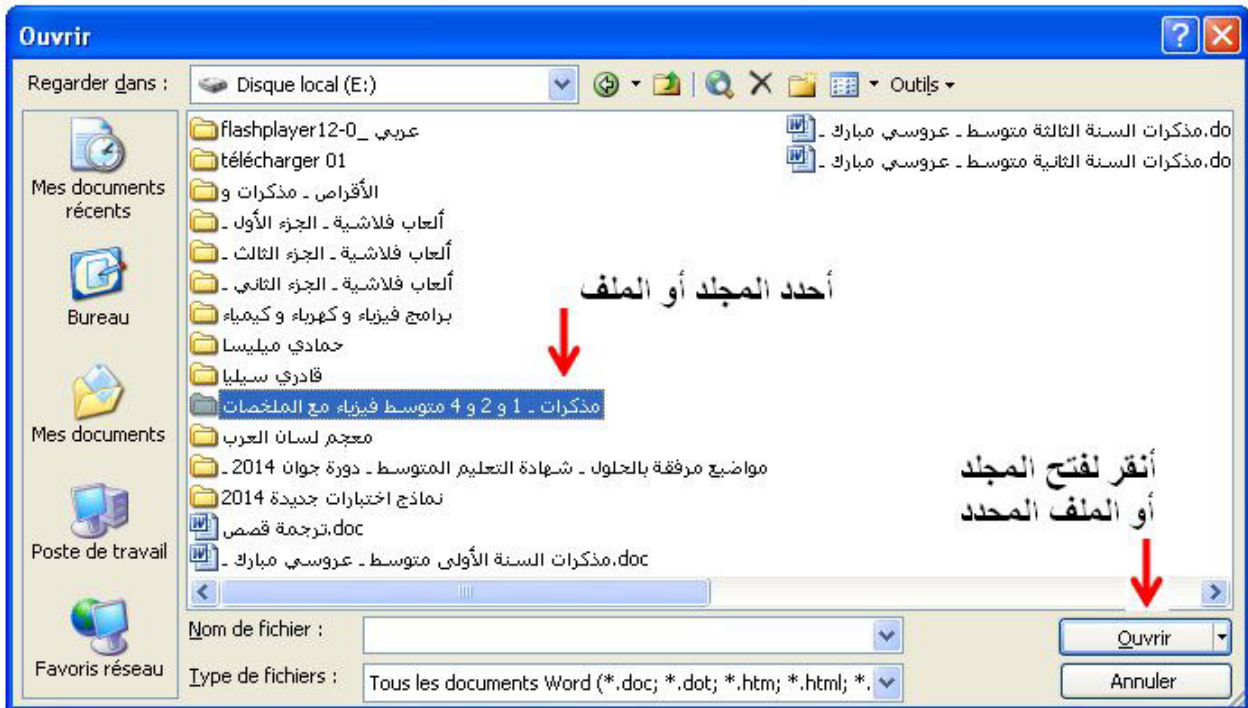 Ouvrir
Regarder dans :
Disque local (E:)
Outils
Mes documents
récents
Bureau
Mes documents
Poste de travail
Favoris réseau
flashplayer12-0_ عربي
télécharger 01
الأقراص ـ مذكرات و
ألعاب فلاشية ـ الجزء الأول ـ
ألعاب فلاشية ـ الجزء الثالث ـ
ألعاب فلاشية ـ الجزء الثاني ـ
برامج فيزياء و كهرباء و كيمياء
حمادي ميليسا
قادري سيليا
مذكرات ـ 1 و 2 و 4 متوسط فيزياء مع الملخصات
معجم لسان العرب
مواضيع مرفقة بالحلول ـ شهادة التعليم المتوسط ـ دورة جوان 2014 ـ
نماذج اختبارات جديدة 2014
ترجمة قصص.doc
مذكرات السنة الأولى متوسط ـ عروسي مبارك ـ.doc
مذكرات السنة الثالثة متوسط ـ عروسي مبارك ـ.do
مذكرات السنة الثانية متوسط ـ عروسي مبارك ـ.do
أحدد المجلد أو الملف
أنقر لفتح المجلد
أو الملف المحدد
Nom de fichier :
Ouvrir
Type de fichiers :
Tous les documents Word (*.doc; *.dot; *.htm; *.html; *.
Annuler